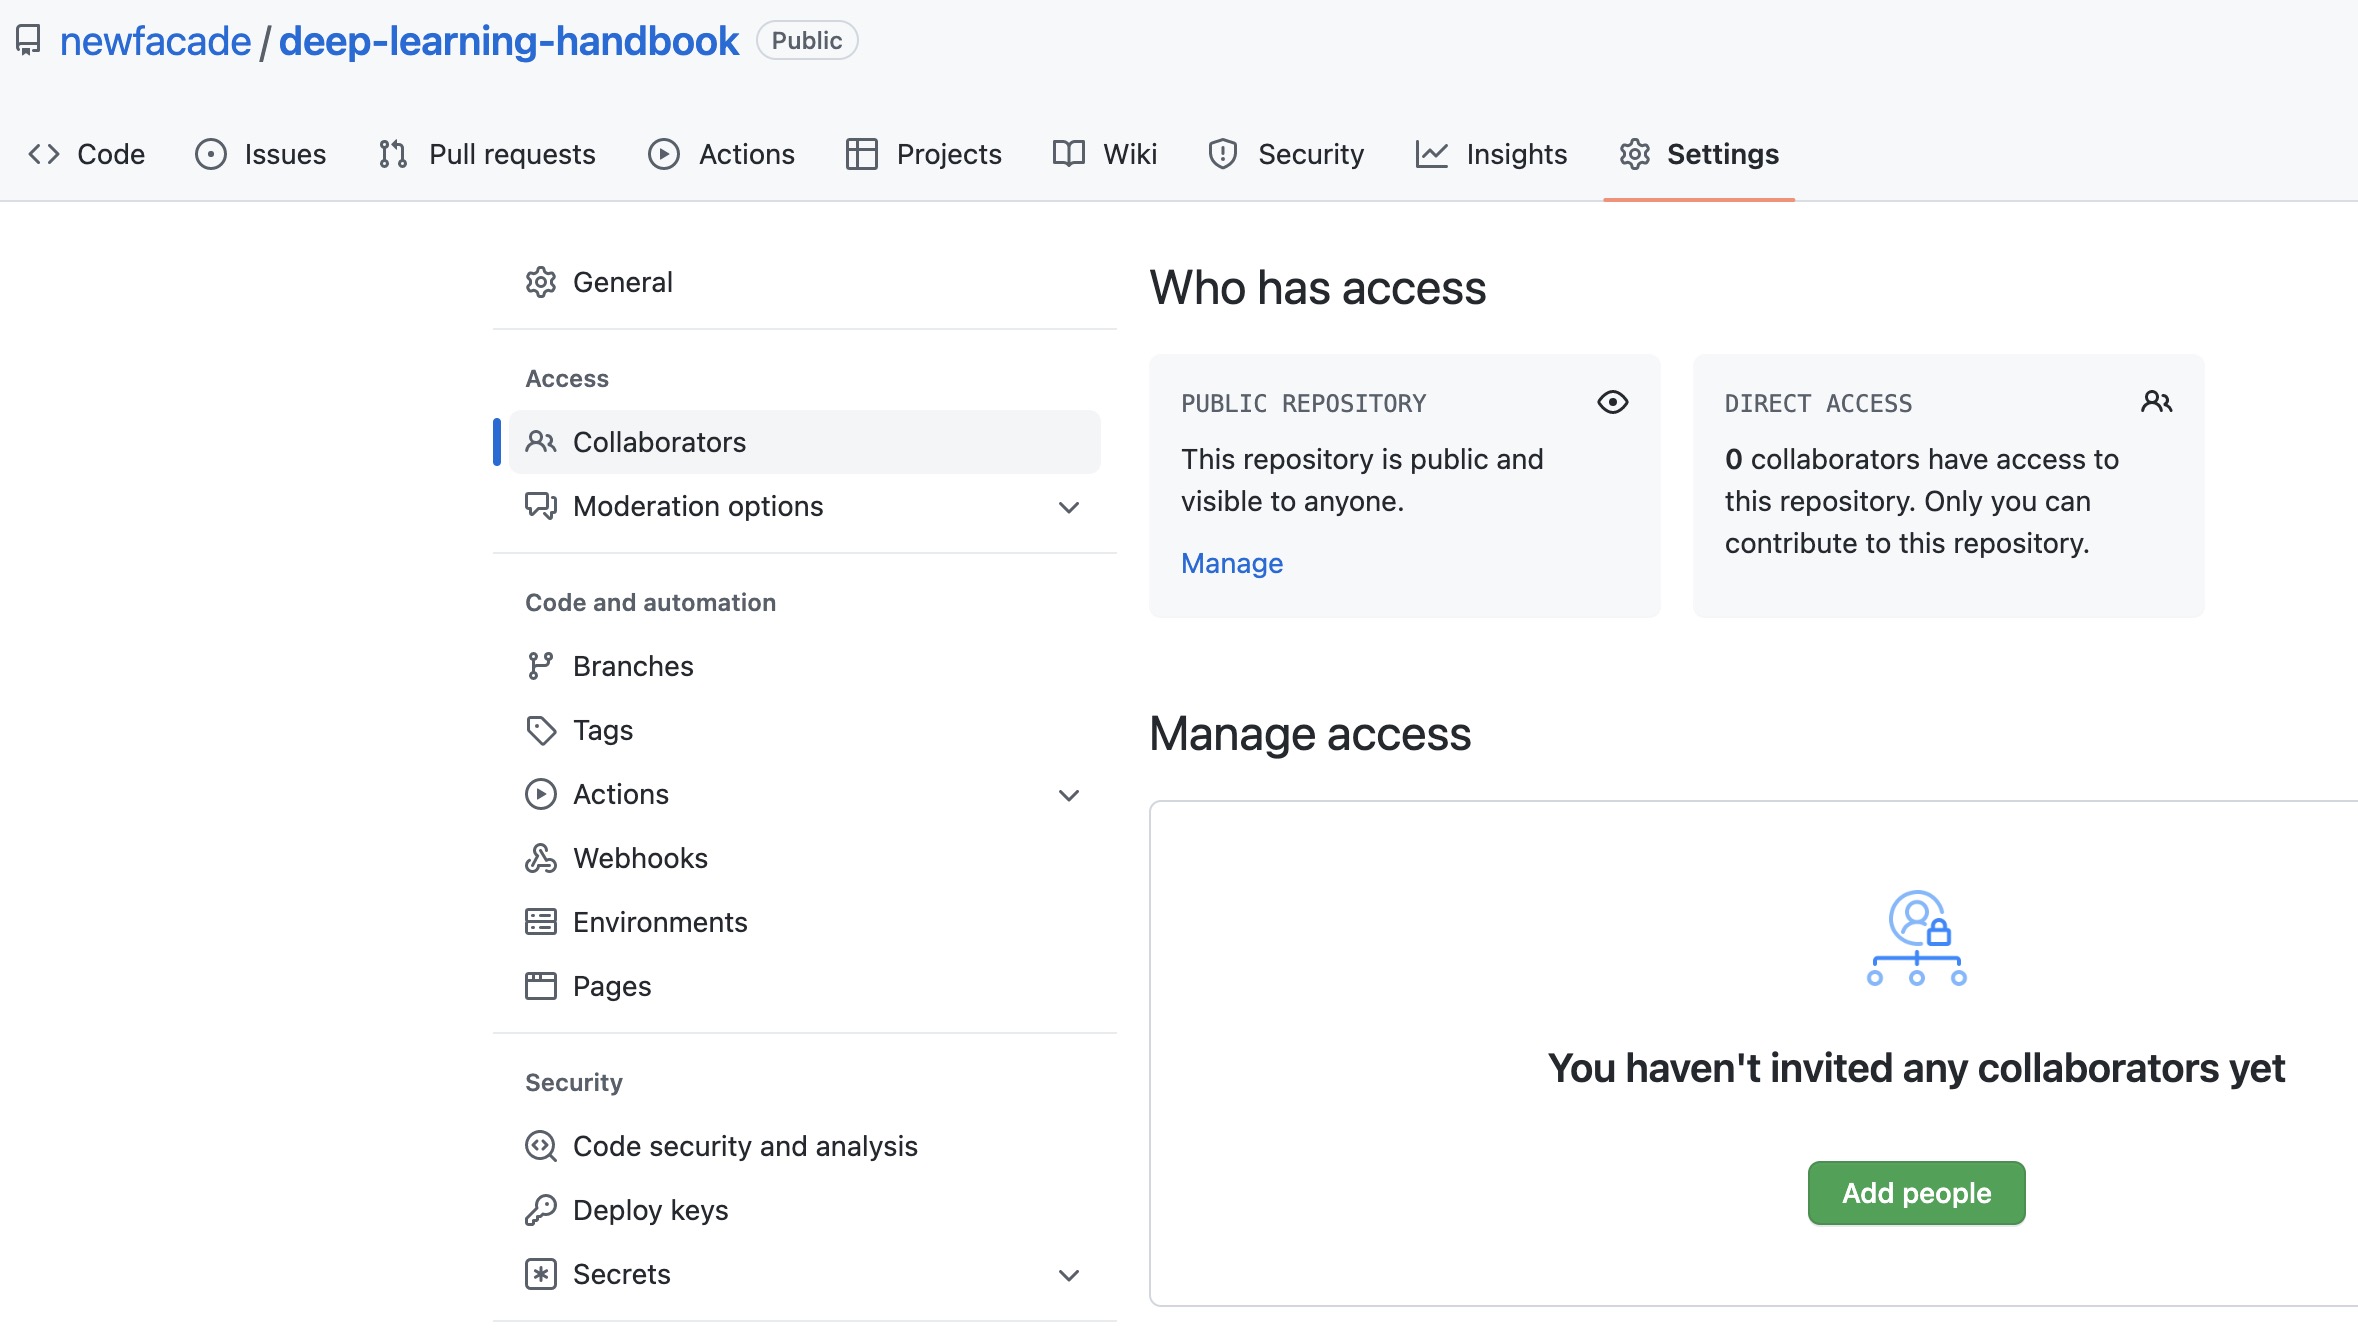 newfacade / deep-learning-handbook Public
Code Issues Pull requests Actions Projects Wiki Security Insights Settings
General
Access
Collaborators
Moderation options
Code and automation
Branches
Tags
Actions
Webhooks
Environments
Pages
Security
Code security and analysis
Deploy keys
Secrets
Who has access
PUBLIC REPOSITORY
This repository is public and
visible to anyone.
Manage
DIRECT ACCESS
0 collaborators have access to
this repository. Only you can
contribute to this repository.
Manage access
You haven't invited any collaborators yet
Add people